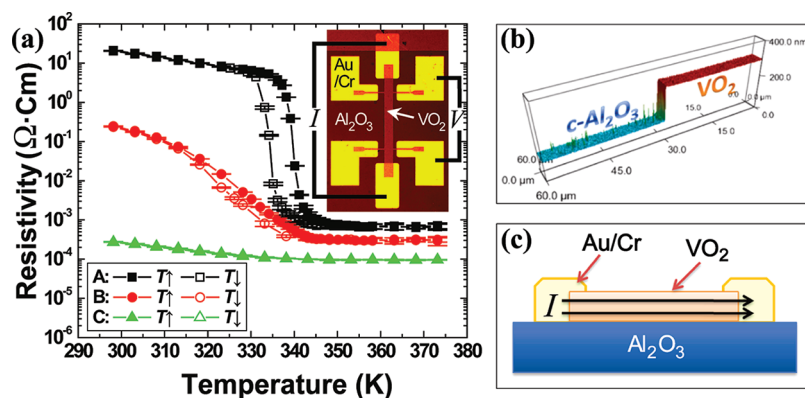 (a)
10²
10¹
10⁰
10⁻¹
10⁻²
10⁻³
10⁻⁴
10⁻⁵
10⁻⁶
Resistivity (Ω·Cm)
290 300 310 320 330 340 350 360 370 380
Temperature (K)
A: T↑ T↓
B: T↑ T↓
C: T↑ T↓
Au
/Cr
I
V
Al₂O₃
VO₂
(b)
400.0 nm
200.0
0.0
c-Al₂O₃
VO₂
0.0 μm
15.0
0.0
15.0
30.0
45.0
60.0
0.0 μm
60.0 μm
(c)
Au/Cr
VO₂
I
Al₂O₃